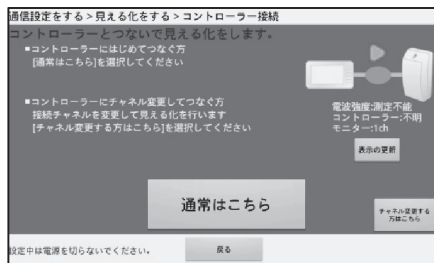 通信設定をする＞見える化をする＞コントローラー接続
コントローラーとつないで見える化をします。
■コントローラーにはじめてつなぐ方
[通常はこちら]を選択してください
■コントローラーにチャネル変更してつなぐ方
接続チャネルを変更して見える化を行います
[チャネル変更する方はこちら]を選択してください
電波強度:測定不能
コントローラー:不明
モニター:1ch
表示の更新
通常はこちら
チャネル変更する
方はこちら
設定中は電源を切らないでください。
戻る